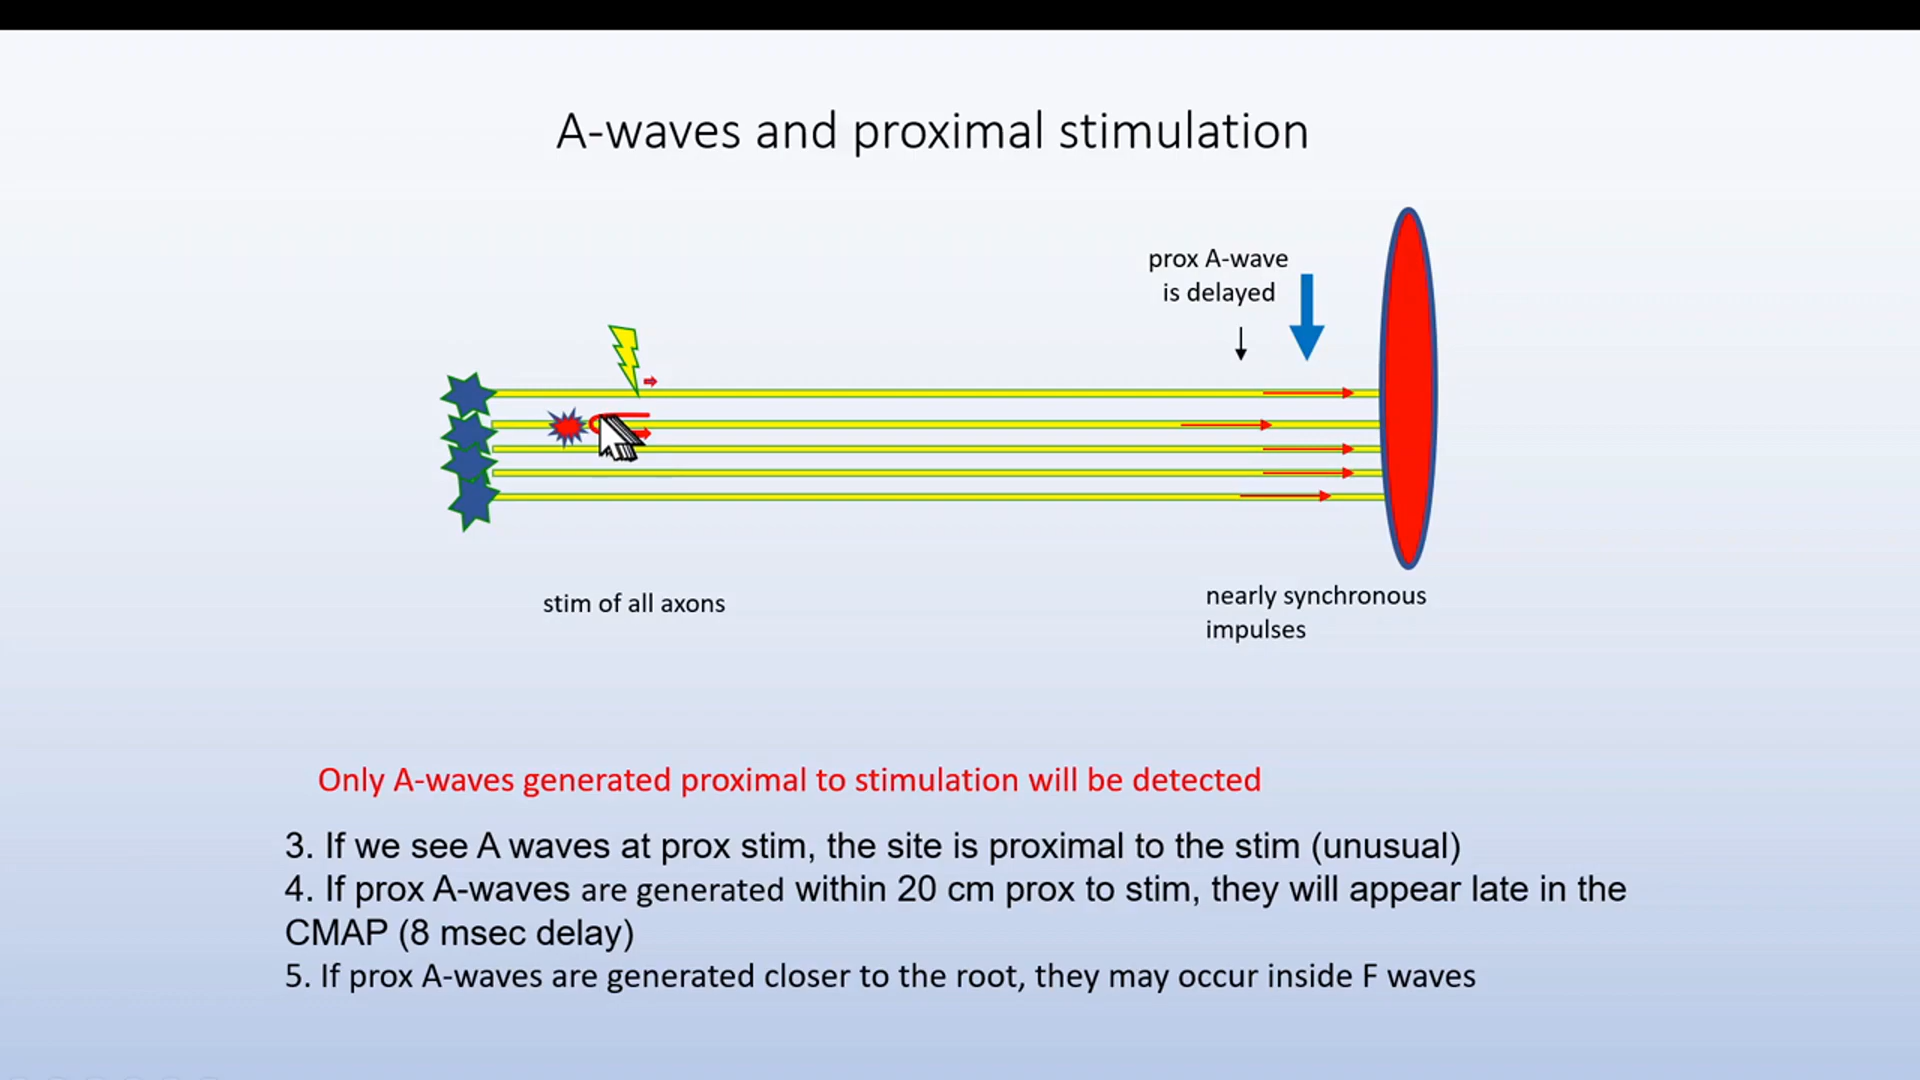 A-waves and proximal stimulation
prox A-wave
is delayed
stim of all axons
nearly synchronous
impulses
Only A-waves generated proximal to stimulation will be detected
3. If we see A waves at prox stim, the site is proximal to the stim (unusual)
4. If prox A-waves are generated within 20 cm prox to stim, they will appear late in the
CMAP (8 msec delay)
5. If prox A-waves are generated closer to the root, they may occur inside F waves